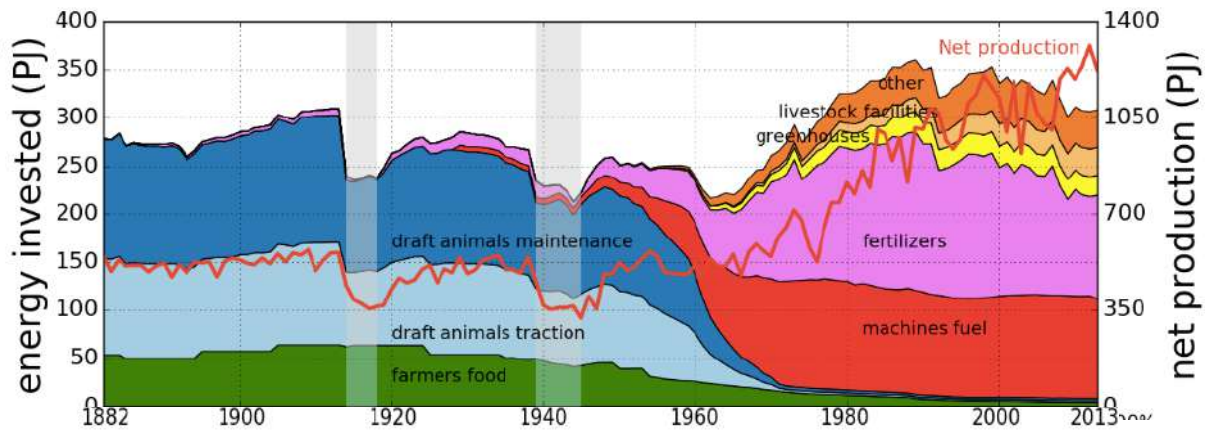 energy invested (PJ)
400
350
300
250
200
150
100
50
0
Net production
other
livestock facilities
greenhouses
draft animals maintenance
fertilizers
draft animals traction
machines fuel
farmers food
1882
1900
1920
1940
1960
1980
2000
2013
1400
1050
700
350
0
net production (PJ)